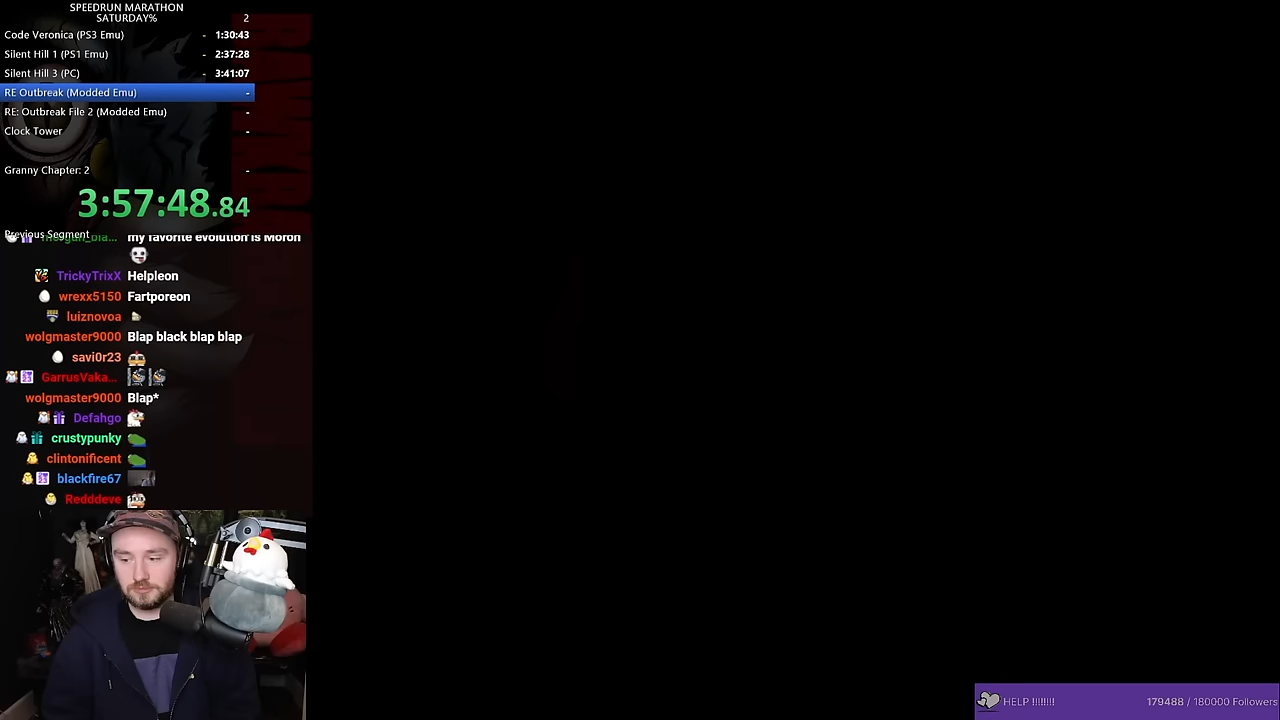 SPEEDRUN MARATHON
SATURDAY% 2
Code Veronica (PS3 Emu) - 1:30:43
Silent Hill 1 (PS1 Emu) - 2:37:28
Silent Hill 3 (PC) - 3:41:07
RE Outbreak (Modded Emu) -
RE: Outbreak File 2 (Modded Emu) -
Clock Tower -
Granny Chapter: 2 -
3:57:48.84
Previous Segment
my favorite evolution is Moron
TrickyTrixX Helpleon
wrexx5150 Fartporeon
luiznovoa
wolgmaster9000 Blap black blap blap
savi0r23
GarrusVaka...
wolgmaster9000 Blap*
Defahgo
crustypunky
clintonificent
blackfire67
Redddeve
HELP !!!!!!!! 179488 / 180000 Followers